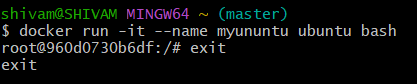 shivam@SHIVAM MINGW64 ~ (master)
$ docker run -it --name myununtu ubuntu bash
root@960d0730b6df:/# exit
exit